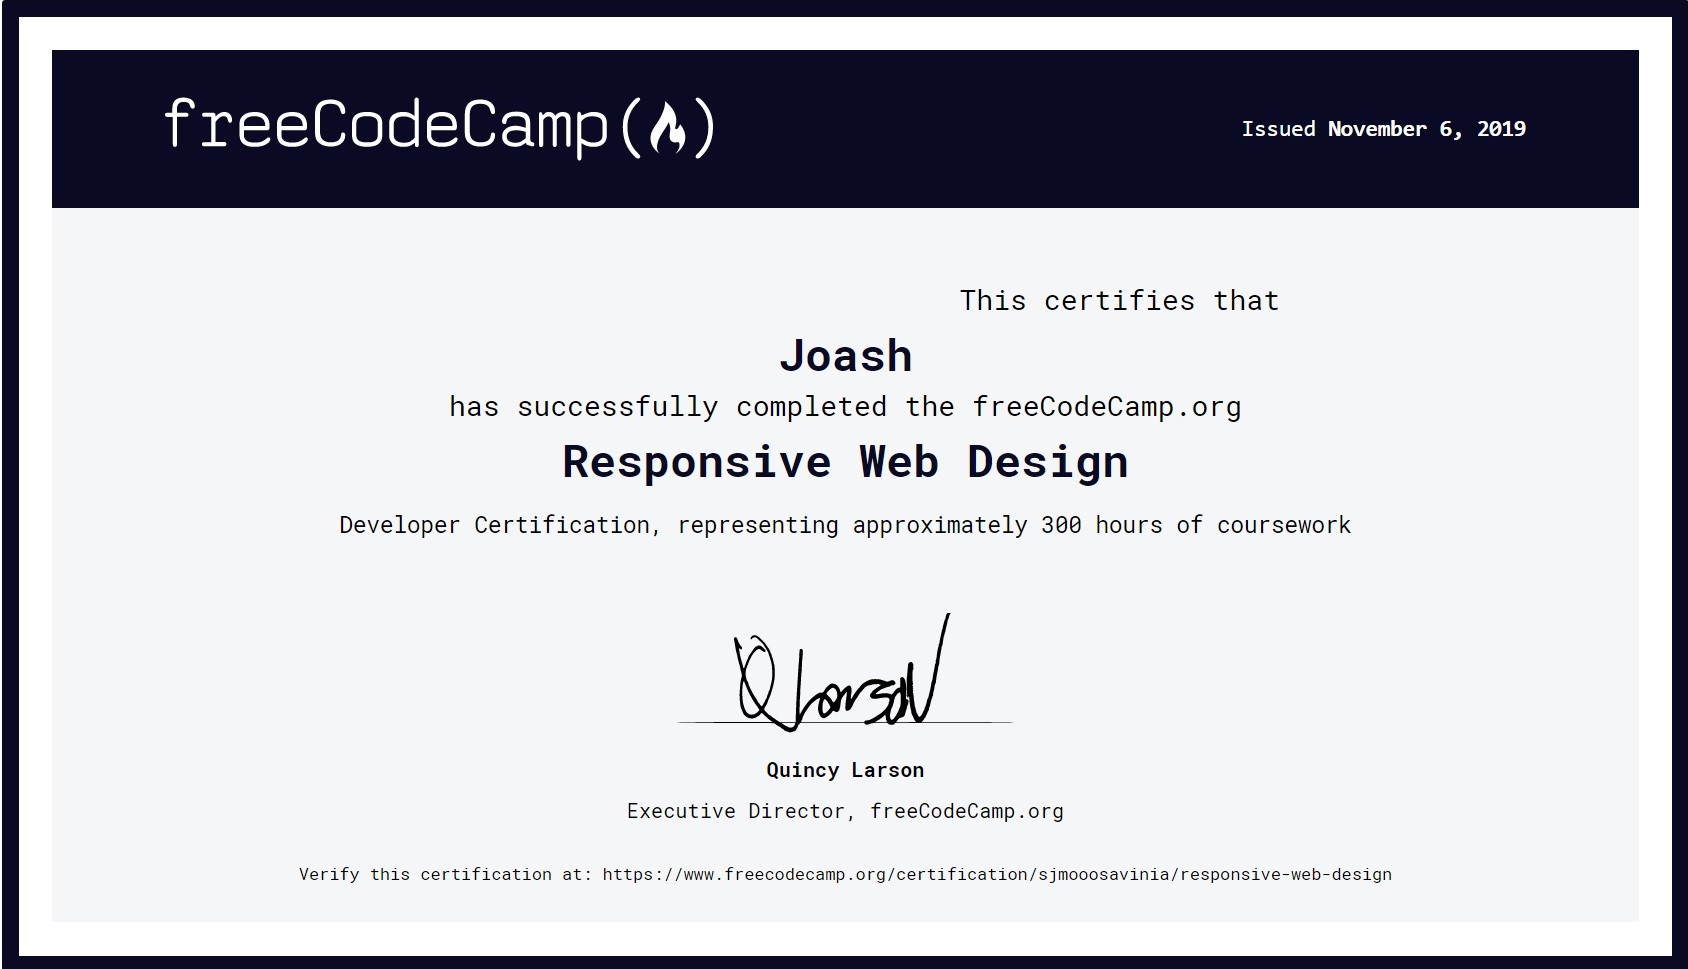 freeCodeCamp
Issued November 6, 2019
This certifies that
Joash
has successfully completed the freeCodeCamp.org
Responsive Web Design
Developer Certification, representing approximately 300 hours of coursework
Q Larson
Quincy Larson
Executive Director, freeCodeCamp.org
Verify this certification at: https://www.freecodecamp.org/certification/sjmooosavinia/responsive-web-design